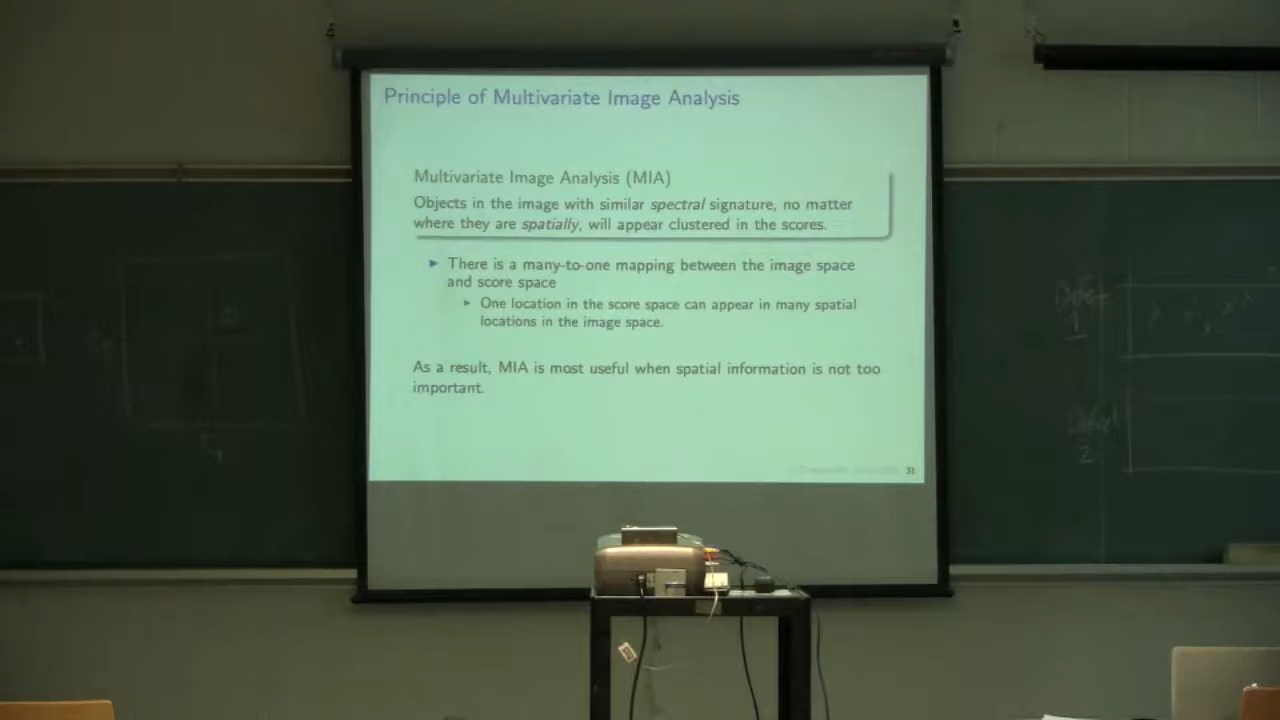 Principle of Multivariate Image Analysis
Multivariate Image Analysis (MIA)
Objects in the image with similar spectral signature, no matter
where they are spatially, will appear clustered in the scores.
There is a many-to-one mapping between the image space
and score space
One location in the score space can appear in many spatial
locations in the image space.
As a result, MIA is most useful when spatial information is not too
important.
31